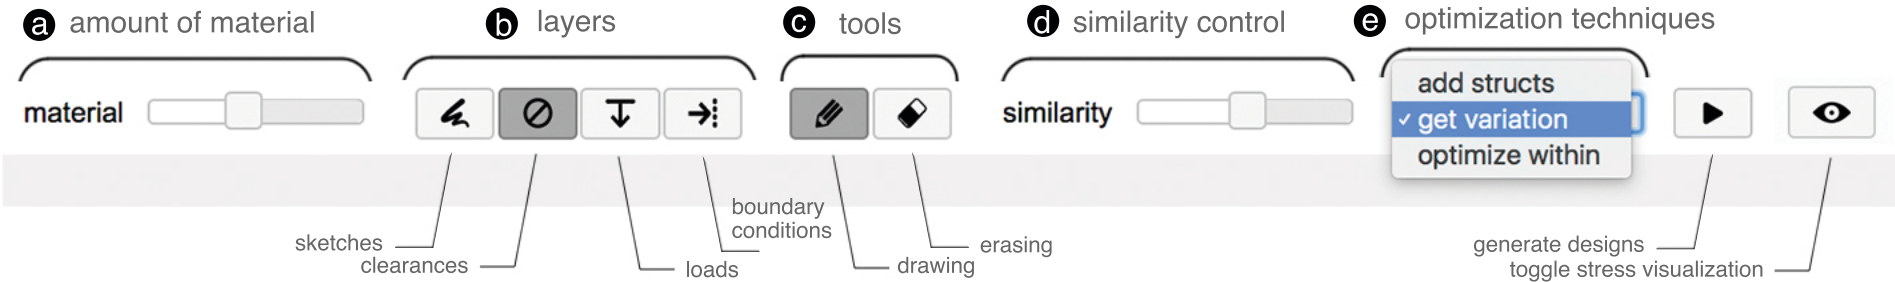 a amount of material
b layers
c tools
d similarity control
e optimization techniques
material
similarity
add structs
✓ get variation
optimize within
sketches
clearances
loads
boundary
conditions
drawing
erasing
generate designs
toggle stress visualization